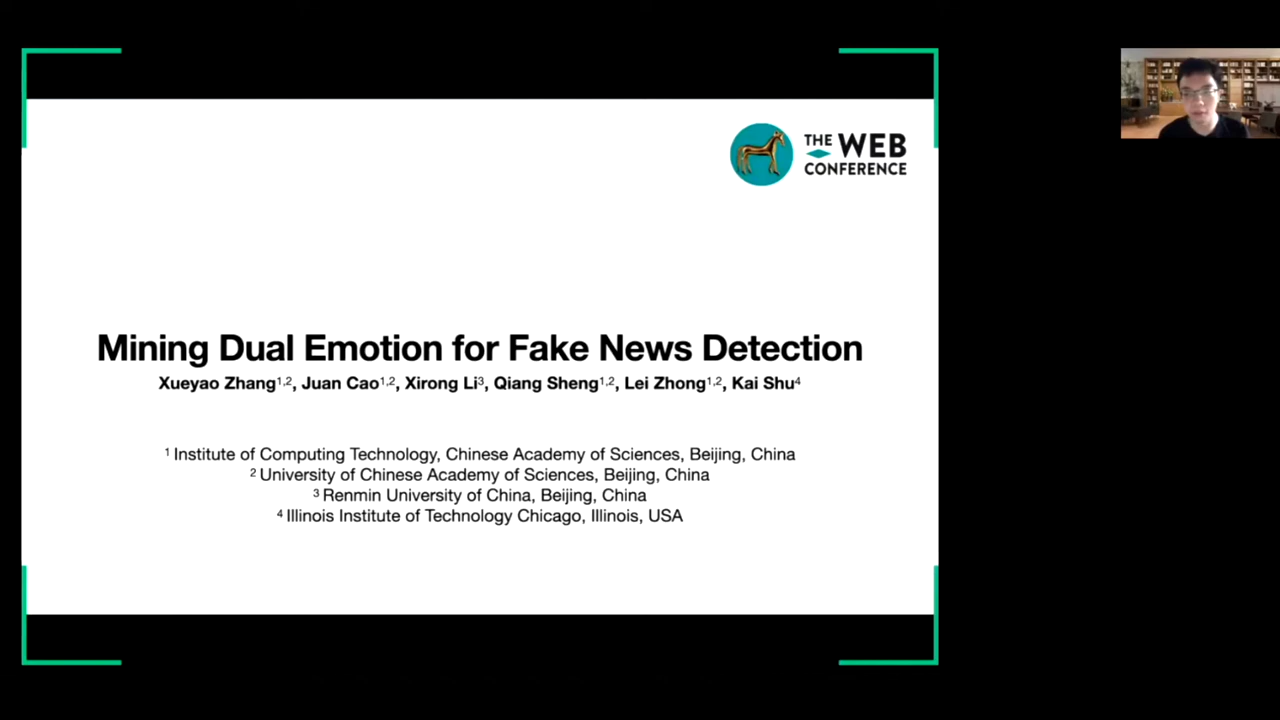 THE WEB
CONFERENCE
Mining Dual Emotion for Fake News Detection
Xueyao Zhang1,2, Juan Cao1,2, Xirong Li3, Qiang Sheng1,2, Lei Zhong1,2, Kai Shu4
1 Institute of Computing Technology, Chinese Academy of Sciences, Beijing, China
2 University of Chinese Academy of Sciences, Beijing, China
3 Renmin University of China, Beijing, China
4 Illinois Institute of Technology Chicago, Illinois, USA